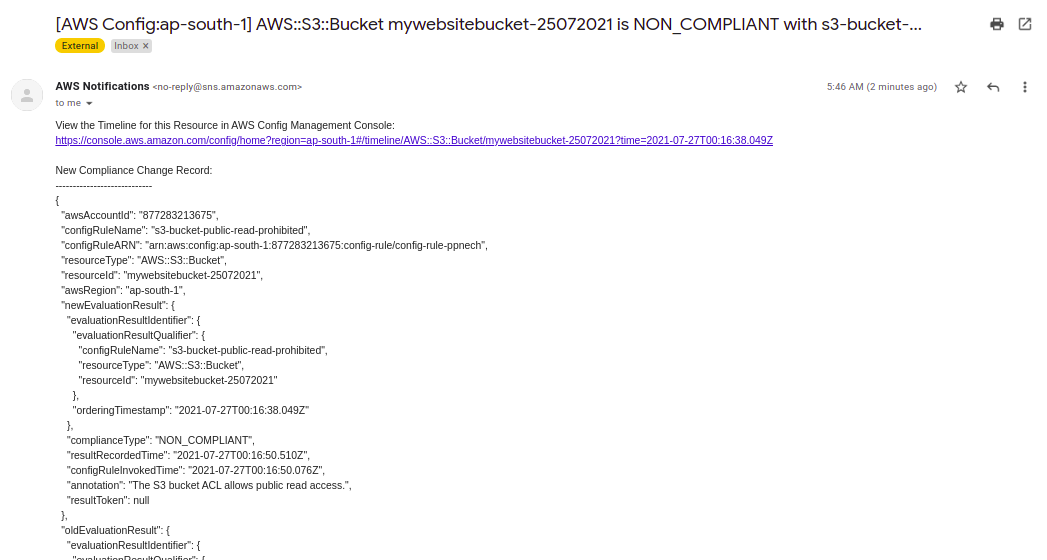 [AWS Config:ap-south-1] AWS::S3::Bucket mywebsitebucket-25072021 is NON_COMPLIANT with s3-bucket-...
External Inbox x
AWS Notifications <no-reply@sns.amazonaws.com> 5:46 AM (2 minutes ago)
to me
View the Timeline for this Resource in AWS Config Management Console:
https://console.aws.amazon.com/config/home?region=ap-south-1#/timeline/AWS::S3::Bucket/mywebsitebucket-25072021?time=2021-07-27T00:16:38.049Z
New Compliance Change Record:
----------------------------
{
"awsAccountId": "877283213675",
"configRuleName": "s3-bucket-public-read-prohibited",
"configRuleARN": "arn:aws:config:ap-south-1:877283213675:config-rule/config-rule-ppnech",
"resourceType": "AWS::S3::Bucket",
"resourceId": "mywebsitebucket-25072021",
"awsRegion": "ap-south-1",
"newEvaluationResult": {
"evaluationResultIdentifier": {
"evaluationResultQualifier": {
"configRuleName": "s3-bucket-public-read-prohibited",
"resourceType": "AWS::S3::Bucket",
"resourceId": "mywebsitebucket-25072021"
},
"orderingTimestamp": "2021-07-27T00:16:38.049Z"
},
"complianceType": "NON_COMPLIANT",
"resultRecordedTime": "2021-07-27T00:16:50.510Z",
"configRuleInvokedTime": "2021-07-27T00:16:50.076Z",
"annotation": "The S3 bucket ACL allows public read access.",
"resultToken": null
},
"oldEvaluationResult": {
"evaluationResultIdentifier": {
"evaluationResultQualifier": {